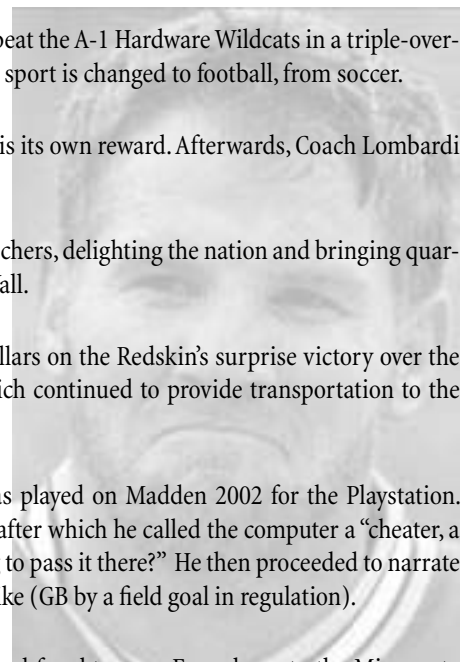 beat the A-1 Hardware Wildcats in a triple-over-
sport is changed to football, from soccer.
is its own reward. Afterwards, Coach Lombardi
chers, delighting the nation and bringing quar-
all.
llars on the Redskin's surprise victory over the
ich continued to provide transportation to the
as played on Madden 2002 for the Playstation.
after which he called the computer a “cheater, a
g to pass it there?” He then proceeded to narrate
ike (GB by a field goal in regulation).